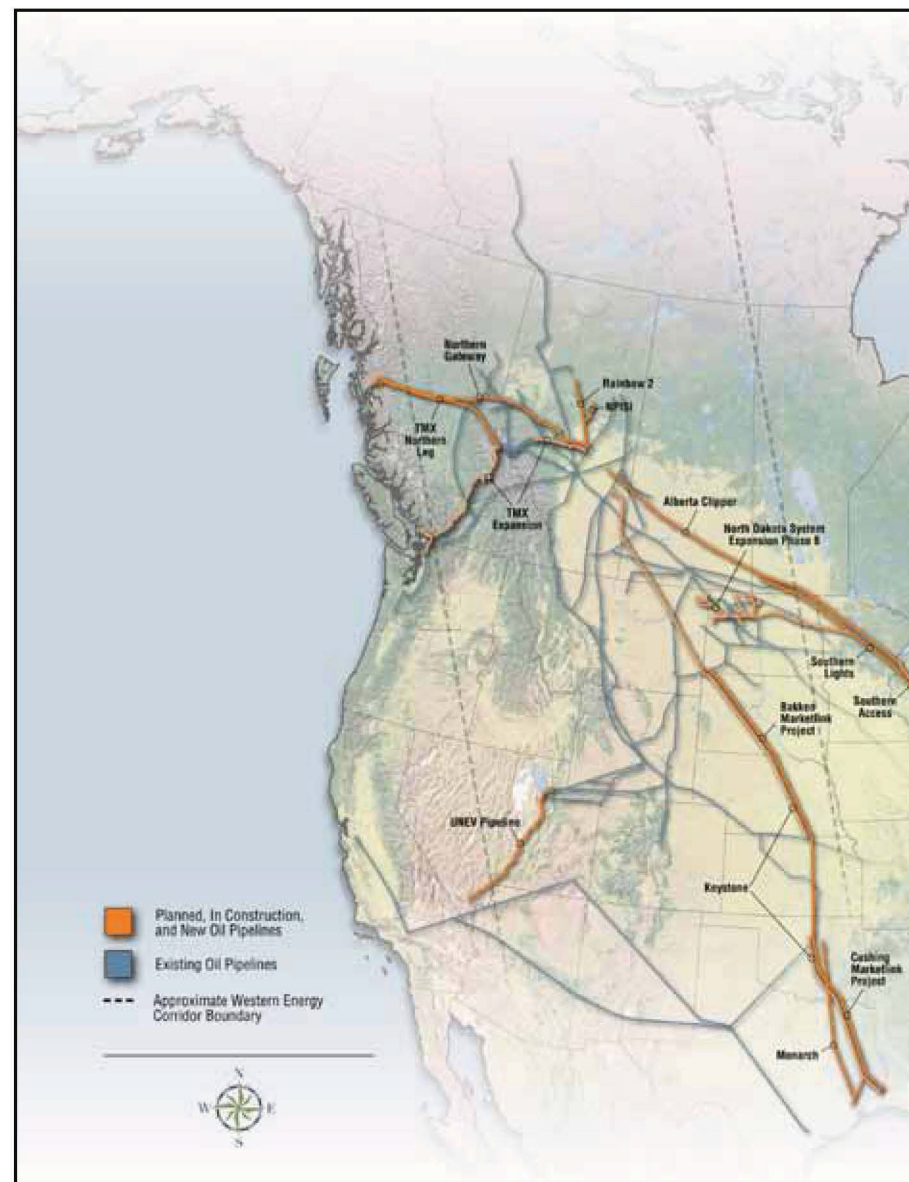 Northern
Gateway
Rainbow 2
NPISI
TMX
Northern
Leg
TMX
Expansion
Alberta Clipper
North Dakota System
Expansion Phase 6
Southern
Lights
Southern
Access
Bakken
Marketlink
Project
UNEV Pipeline
Keystone
Cushing
Marketlink
Project
Monarch
Planned, In Construction,
and New Oil Pipelines
Existing Oil Pipelines
Approximate Western Energy
Corridor Boundary
N
W E
S